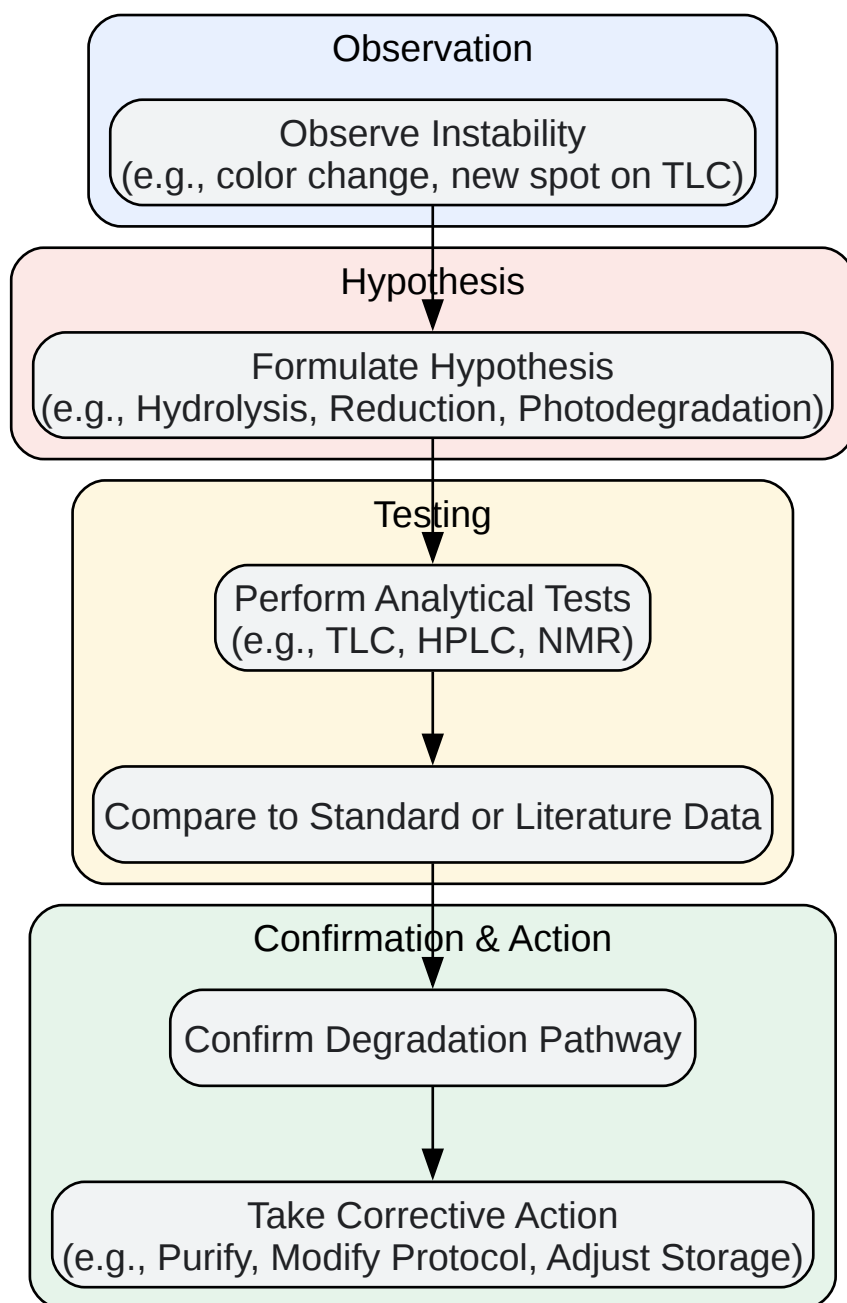 Observation
Observe Instability
(e.g., color change, new spot on TLC)
Hypothesis
Formulate Hypothesis
(e.g., Hydrolysis, Reduction, Photodegradation)
Testing
Perform Analytical Tests
(e.g., TLC, HPLC, NMR)
Compare to Standard or Literature Data
Confirmation & Action
Confirm Degradation Pathway
Take Corrective Action
(e.g., Purify, Modify Protocol, Adjust Storage)